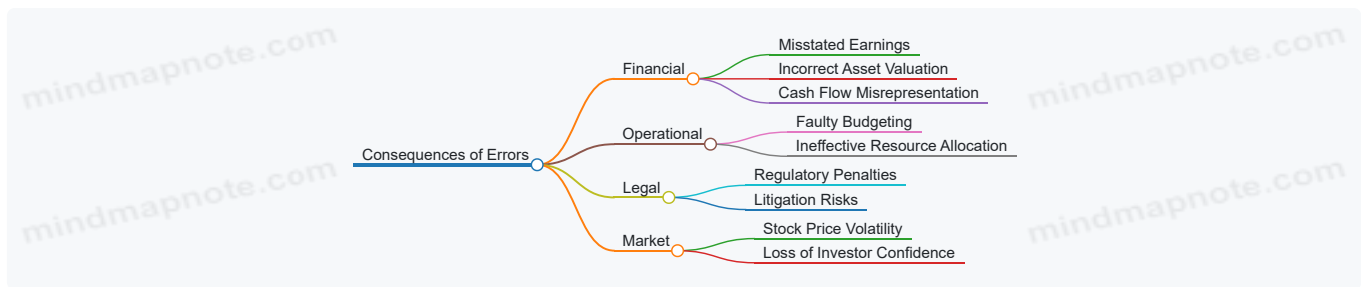 mindmapnote.com
mindmapnote.com
Misstated Earnings
Financial
Incorrect Asset Valuation
Cash Flow Misrepresentation
Operational
Faulty Budgeting
Ineffective Resource Allocation
Consequences of Errors
Legal
Regulatory Penalties
Litigation Risks
Market
Stock Price Volatility
Loss of Investor Confidence
mindmapnote.com
mindmapnote.com